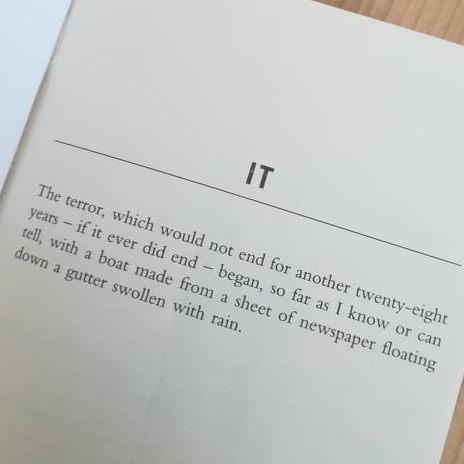 IT
The terror, which would not end for another twenty-eight
years – if it ever did end – began, so far as I know or can
tell, with a boat made from a sheet of newspaper floating
down a gutter swollen with rain.